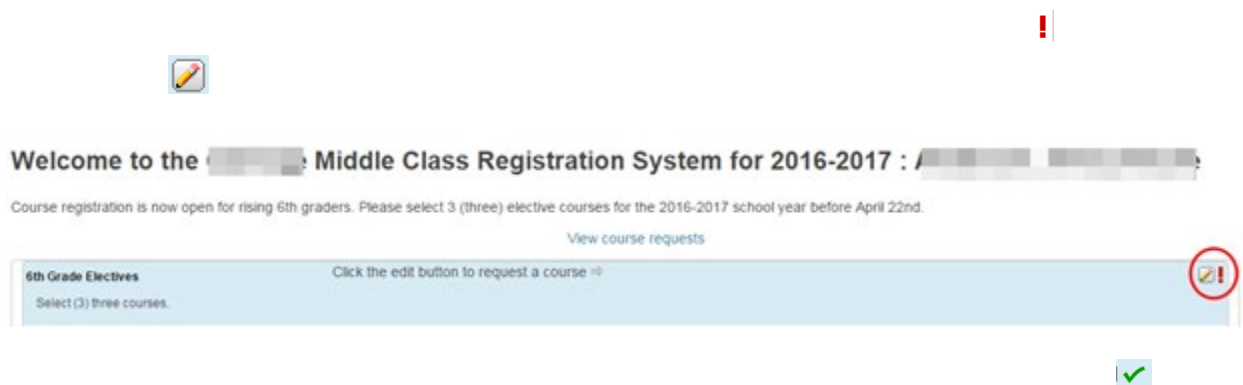 Welcome to the Middle Class Registration System for 2016-2017 :
Course registration is now open for rising 6th graders. Please select 3 (three) elective courses for the 2016-2017 school year before April 22nd.
View course requests
6th Grade Electives
Click the edit button to request a course ⇨
Select (3) three courses.